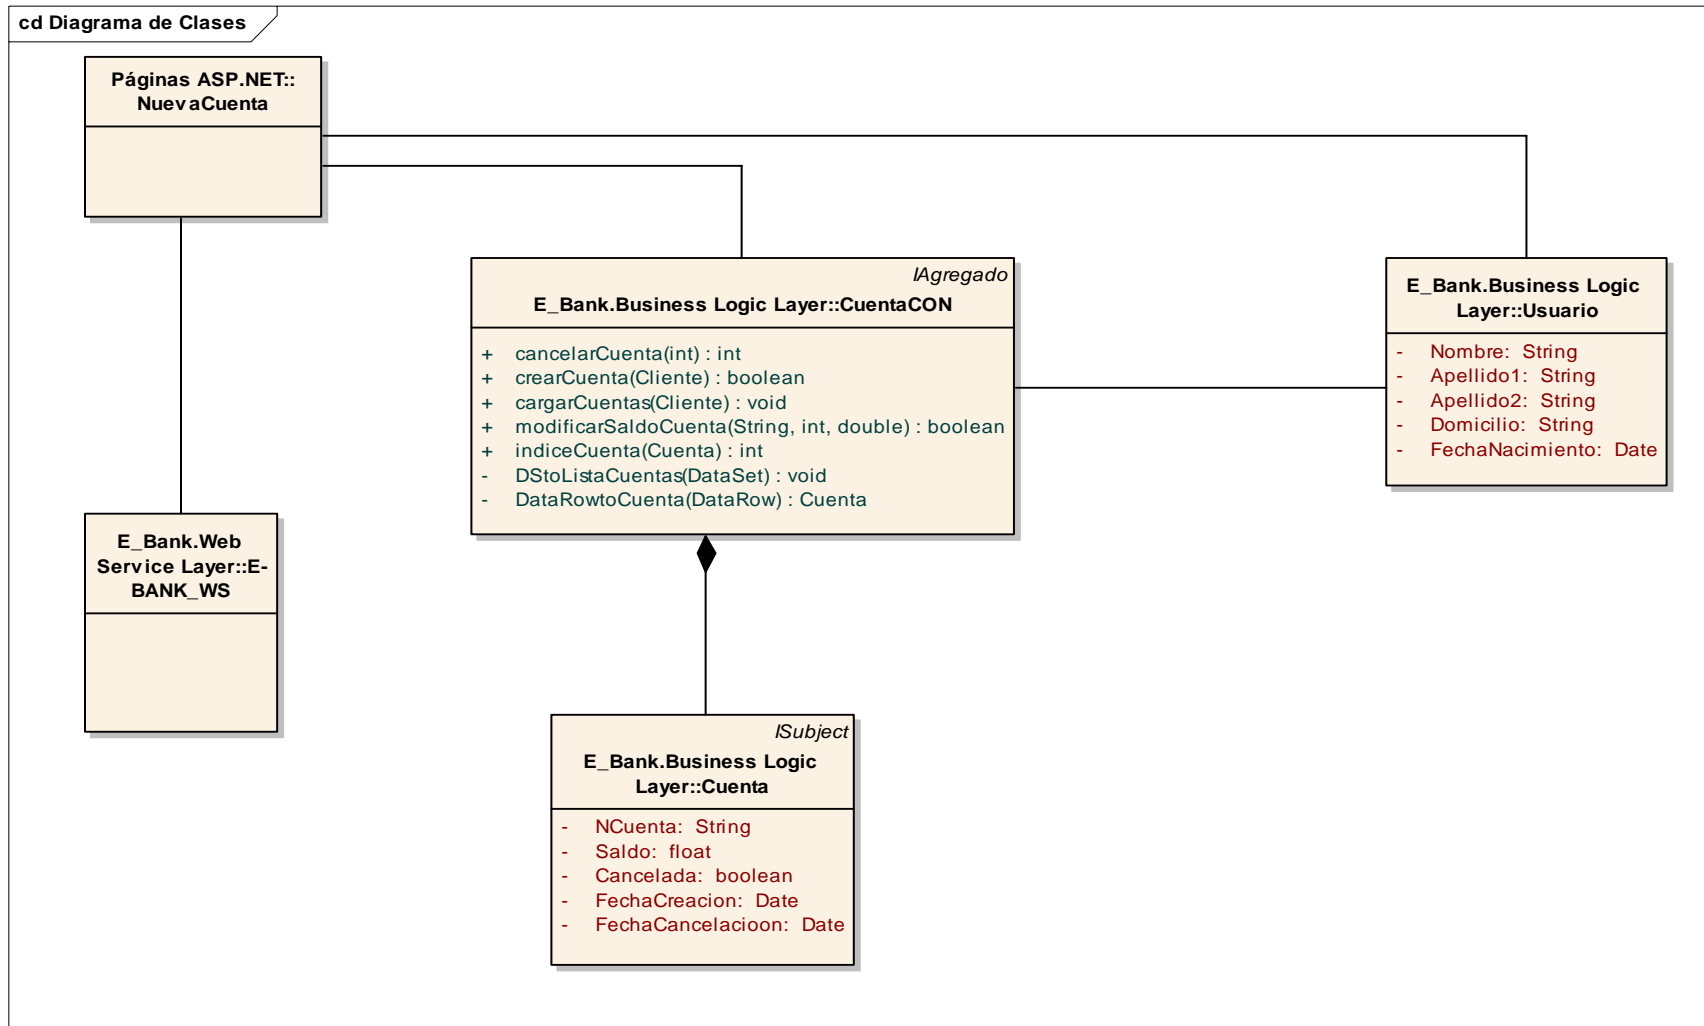 cd Diagrama de Clases
Páginas ASP.NET::
NuevaCuenta
IAgregado
E_Bank.Business Logic Layer::CuentaCON
+ cancelarCuenta(int) : int
+ crearCuenta(Cliente) : boolean
+ cargarCuentas(Cliente) : void
+ modificarSaldoCuenta(String, int, double) : boolean
+ indiceCuenta(Cuenta) : int
- DStoListaCuentas(DataSet) : void
- DataRowtoCuenta(DataRow) : Cuenta
E_Bank.Business Logic
Layer::Usuario
- Nombre: String
- Apellido1: String
- Apellido2: String
- Domicilio: String
- FechaNacimiento: Date
E_Bank.Web
Service Layer::E-
BANK_WS
ISubject
E_Bank.Business Logic
Layer::Cuenta
- NCuenta: String
- Saldo: float
- Cancelada: boolean
- FechaCreacion: Date
- FechaCancelacioon: Date